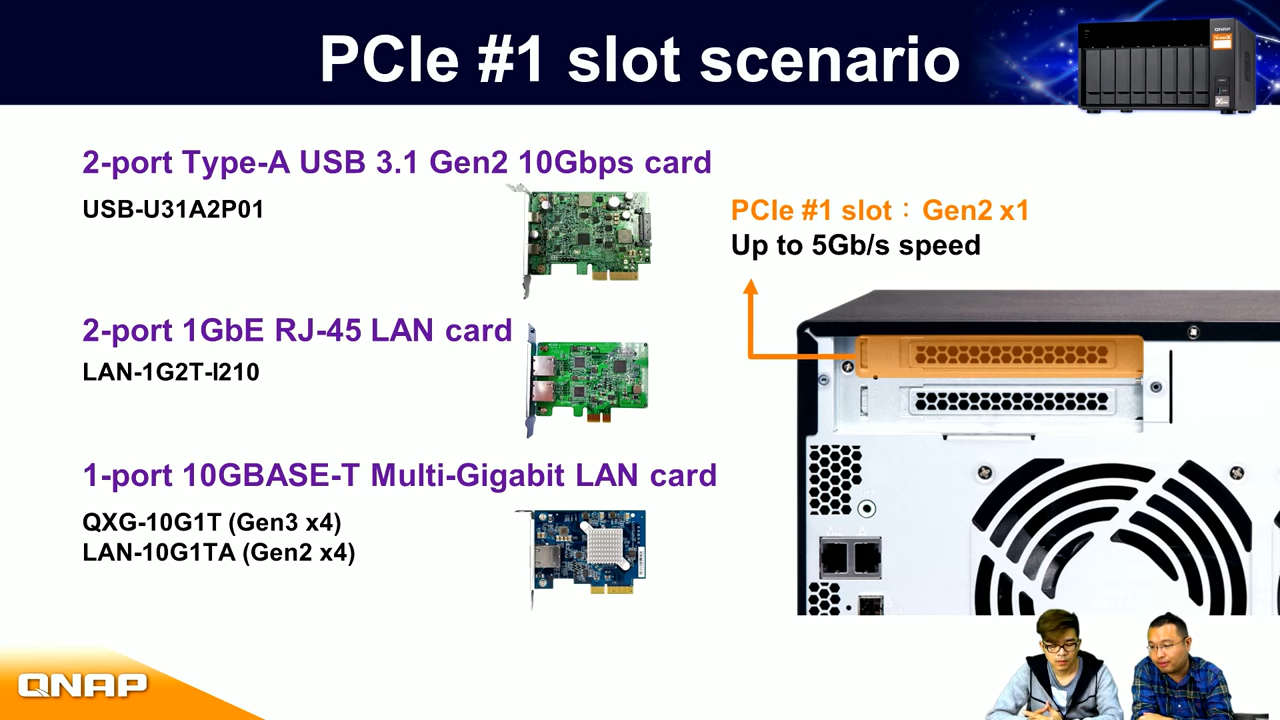 PCIe #1 slot scenario
QNAP
2-port Type-A USB 3.1 Gen2 10Gbps card
USB-U31A2P01
PCIe #1 slot：Gen2 x1
Up to 5Gb/s speed
2-port 1GbE RJ-45 LAN card
LAN-1G2T-I210
1-port 10GBASE-T Multi-Gigabit LAN card
QXG-10G1T (Gen3 x4)
LAN-10G1TA (Gen2 x4)
QNAP